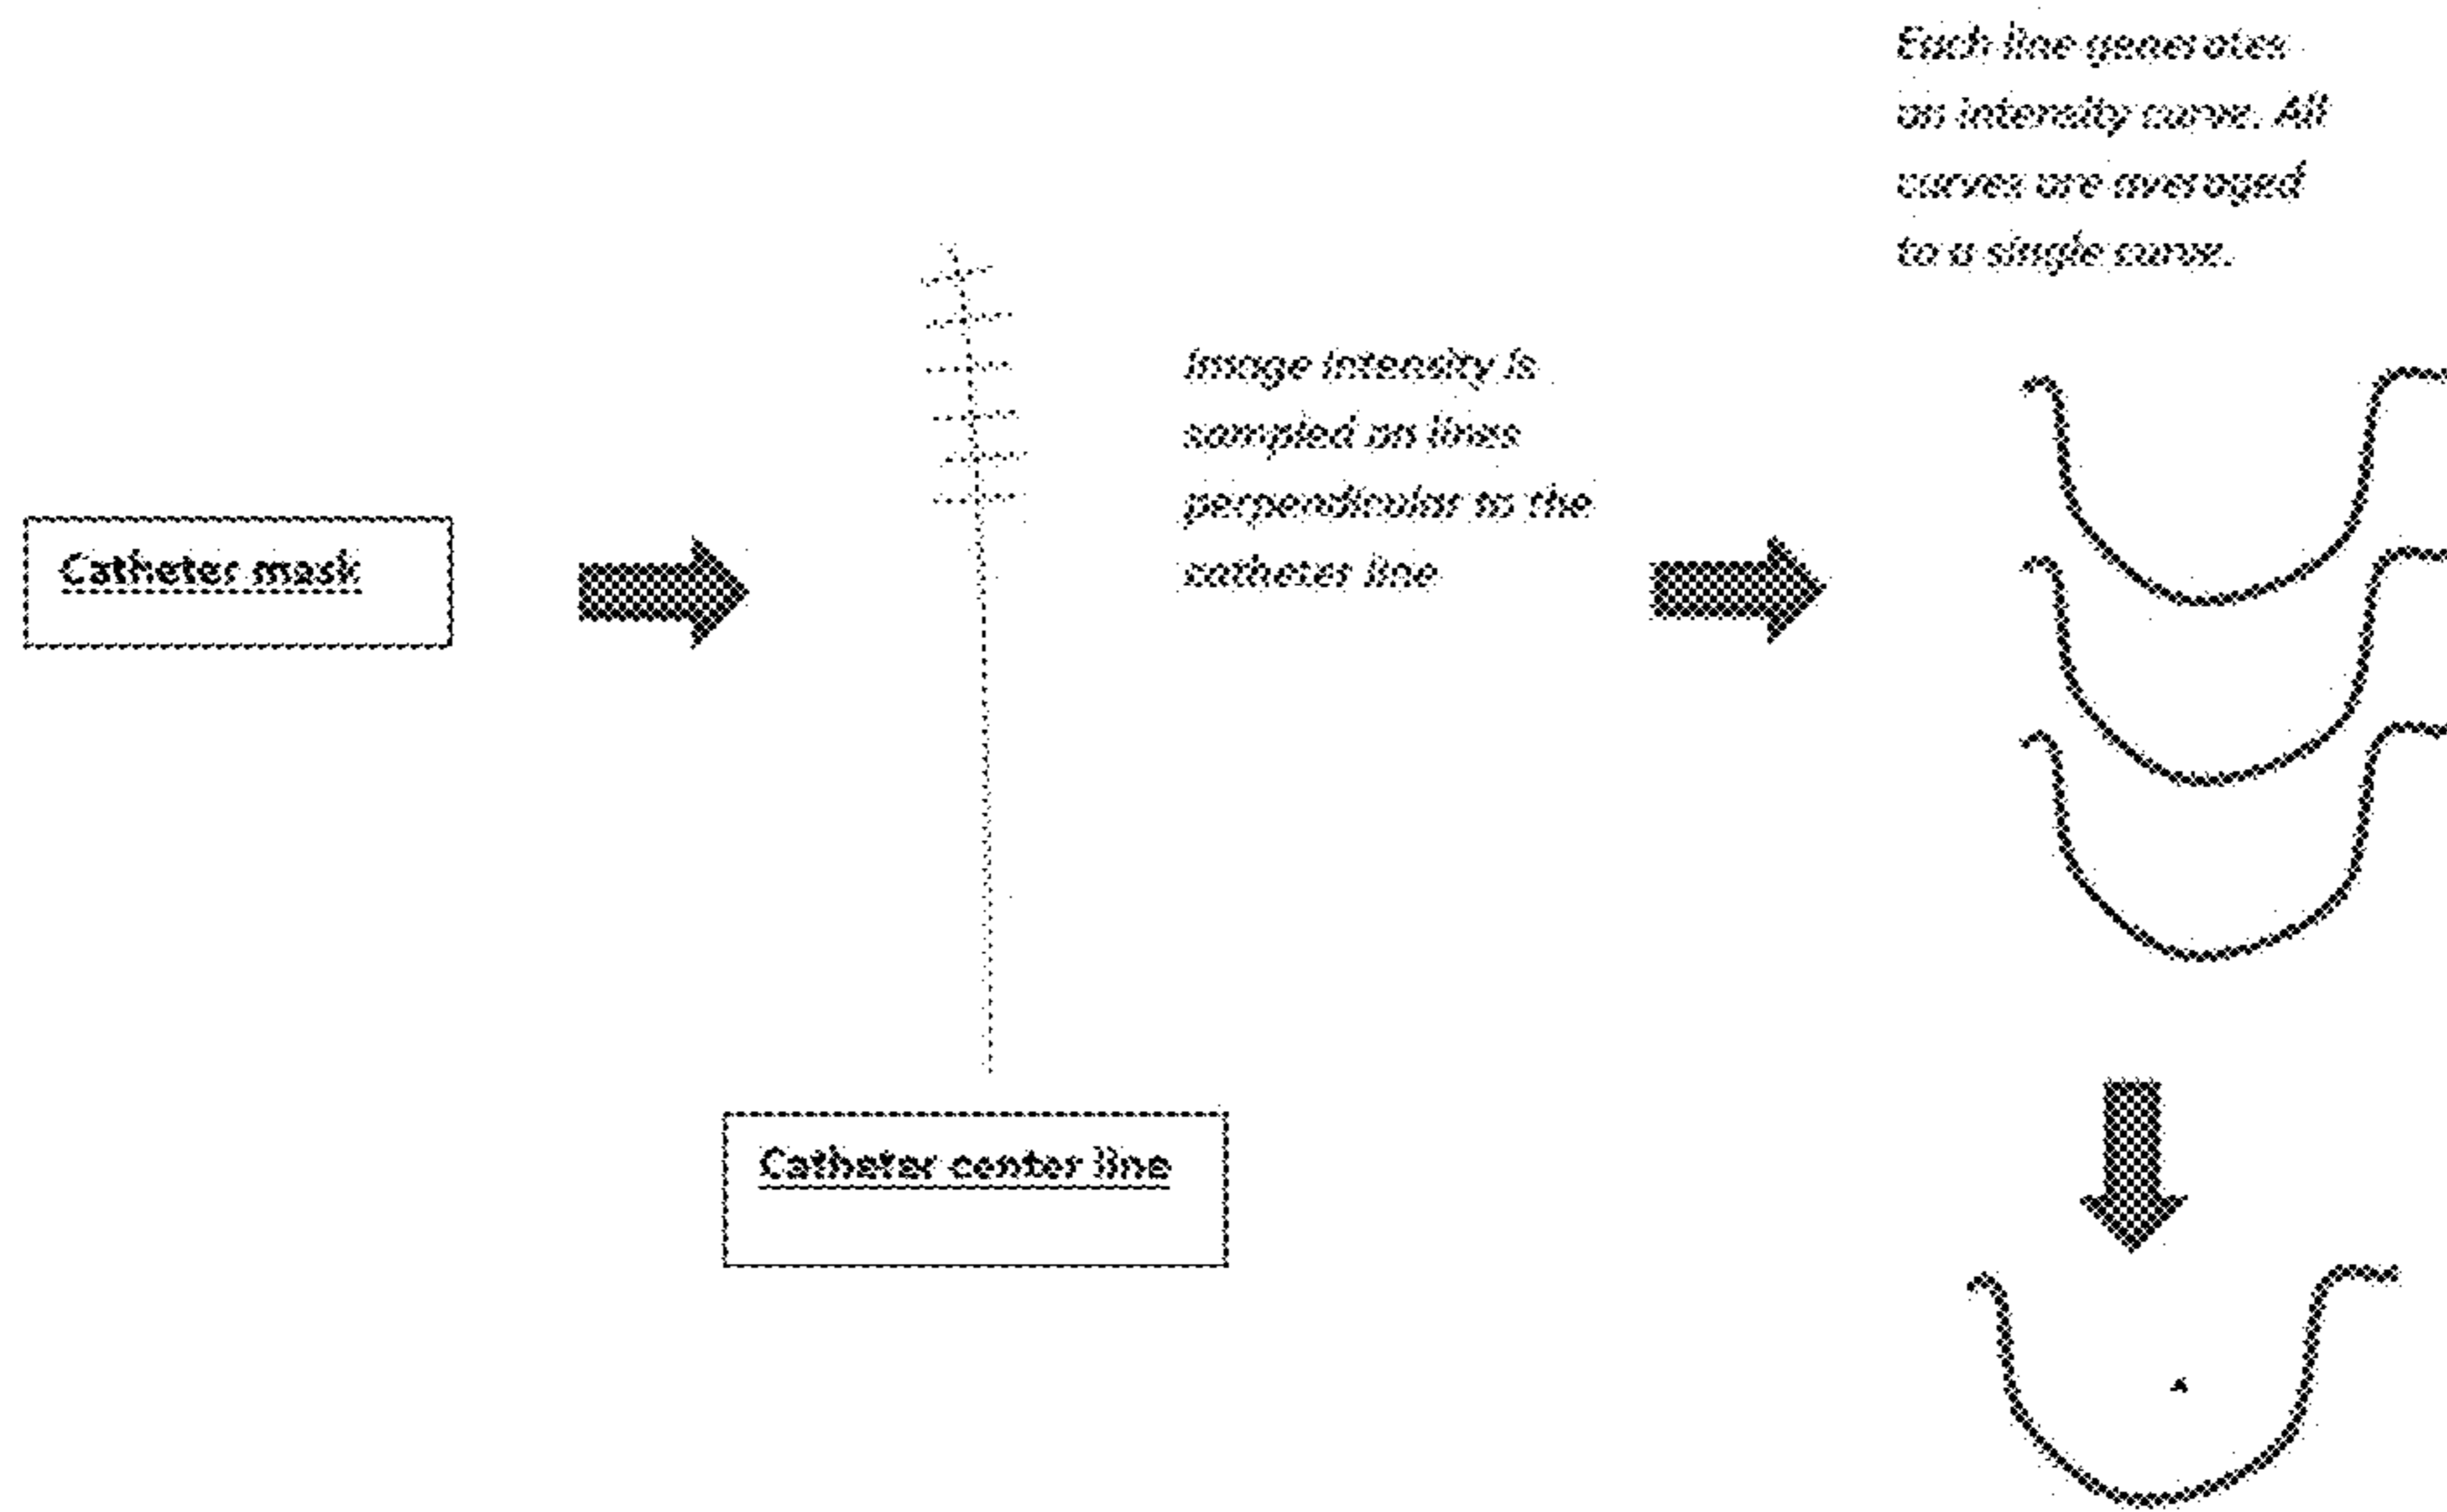 Each line generates
an intensity curve. All
curves are averaged
to a single curve.
Image intensity is
sampled on lines
perpendicular to the
catheter line
Catheter mask
Catheter center line